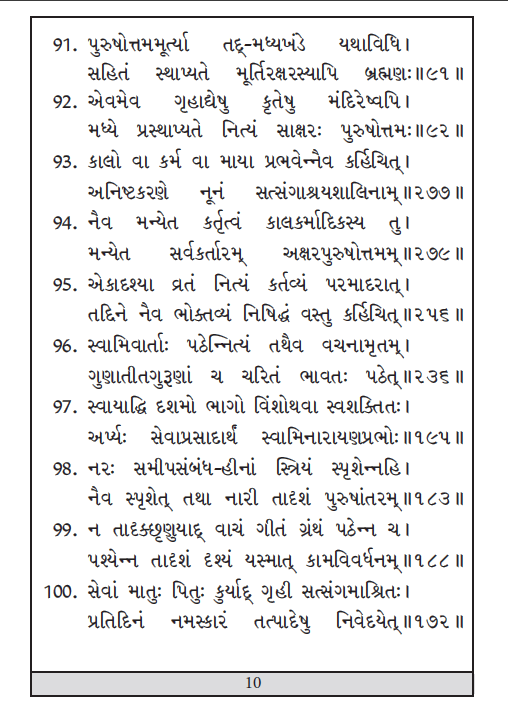 91. પુરુષોત્તમમૂર્ત્યા તદ્-મધ્યખંડે યથાવિધિ।
સહિતં સ્થાપ્યતે મૂર્તિરક્ષરસ્યાપિ બ્રહ્મણઃ॥૯૧॥
92. એવમેવ ગૃહાદ્યેષુ કૃતેષુ મંદિરેષ્વપિ।
મધ્યે પ્રસ્થાપ્યતે નિત્યં સાક્ષરઃ પુરુષોત્તમઃ॥૯૨॥
93. કાલો વા કર્મ વા માયા પ્રભવેન્નૈવ કર્હિચિત્।
અનિષ્ટકરણે નૂનં સત્સંગાશ્રયશાલિનામ્॥૨૭૭॥
94. નૈવ મન્યેત કર્તૃત્વં કાલકર્માદિકસ્ય તુ।
મન્યેત સર્વકર્તારમ્ અક્ષરપુરુષોત્તમમ્॥૨૭૯॥
95. એકાદશ્યા વ્રતં નિત્યં કર્તવ્યં પરમાદરાત્।
તદ્દિને નૈવ ભોક્તવ્યં નિષિદ્ધં વસ્તુ કર્હિચિત્॥૨૫૬॥
96. સ્વામિવાર્તાઃ પઠેન્નિત્યં તથૈવ વચનામૃતમ્।
ગુણાતીતગુરૂણાં ચ ચરિતં ભાવતઃ પઠેત્॥૨૩૬॥
97. સ્વાયાદ્ધિ દશમો ભાગો વિંશોથવા સ્વશક્તિતઃ।
અર્પ્યઃ સેવાપ્રસાદાર્થં સ્વામિનારાયણપ્રભોઃ॥૧૯૫॥
98. નરઃ સમીપસંબંધ-હીનાં સ્ત્રિયં સ્પૃશેન્નહિ।
નૈવ સ્પૃશેત્ તથા નારી તાદૃશં પુરુષાંતરમ્॥૧૮૩॥
99. ન તાદૃક્છૃણુયાદ્ વાચં ગીતં ગ્રંથં પઠેન્ન ચ।
પશ્યેન્ન તાદૃશં દૃશ્યં યસ્માત્ કામવિવર્ધનમ્॥૧૮૮॥
100. સેવાં માતુઃ પિતુઃ કુર્યાદ્ ગૃહી સત્સંગમાશ્રિતઃ।
પ્રતિદિનં નમસ્કારં તત્પાદેષુ નિવેદયેત્॥૧૭૨॥
10